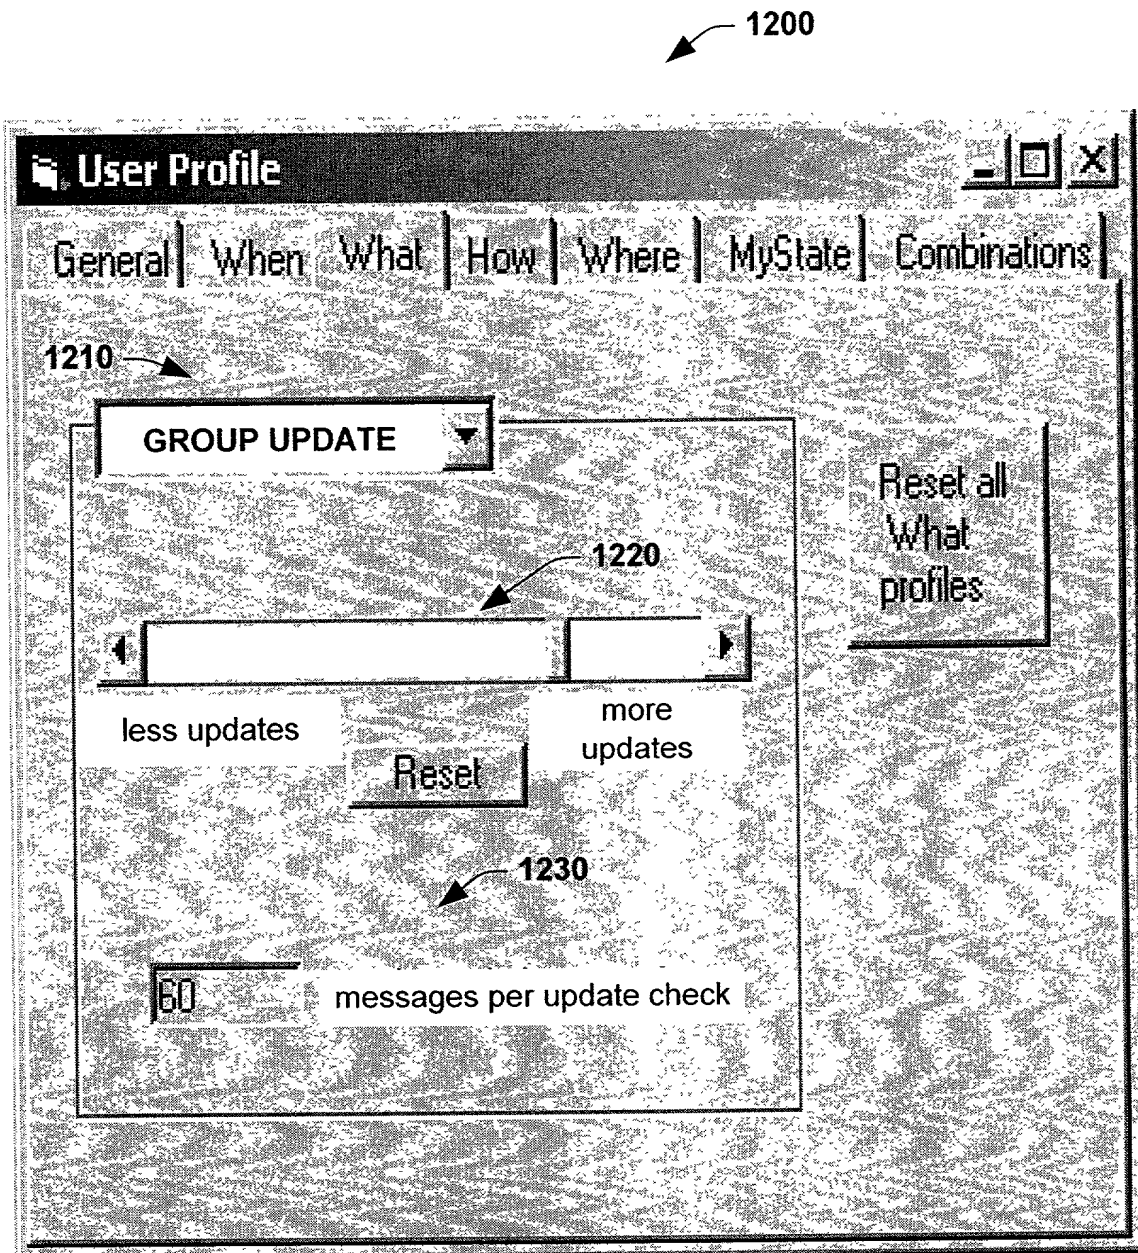 1200
User Profile
General When What How Where MyState Combinations
1210
GROUP UPDATE
Reset all
What
profiles
1220
less updates
more
updates
Reset
1230
60 messages per update check